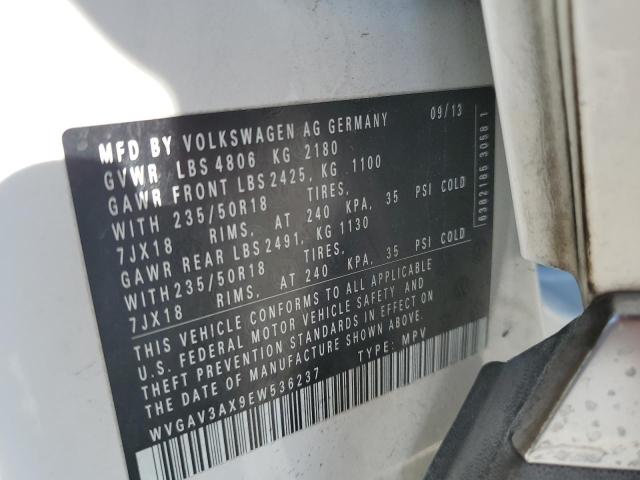 MFD BY VOLKSWAGEN AG GERMANY 09/13
GVWR LBS 4806 KG 2180
GAWR FRONT LBS 2425, KG 1100
WITH 235/50R18 TIRES,
7JX18 RIMS, AT 240 KPA, 35 PSI COLD
GAWR REAR LBS 2491, KG 1130
WITH 235/50R18 TIRES,
7JX18 RIMS, AT 240 KPA, 35 PSI COLD
THIS VEHICLE CONFORMS TO ALL APPLICABLE
U.S. FEDERAL MOTOR VEHICLE SAFETY AND
THEFT PREVENTION STANDARDS IN EFFECT ON
THE DATE OF MANUFACTURE SHOWN ABOVE.
WVGAV3AX9EW536237 TYPE: MPV
6382185 3058 1